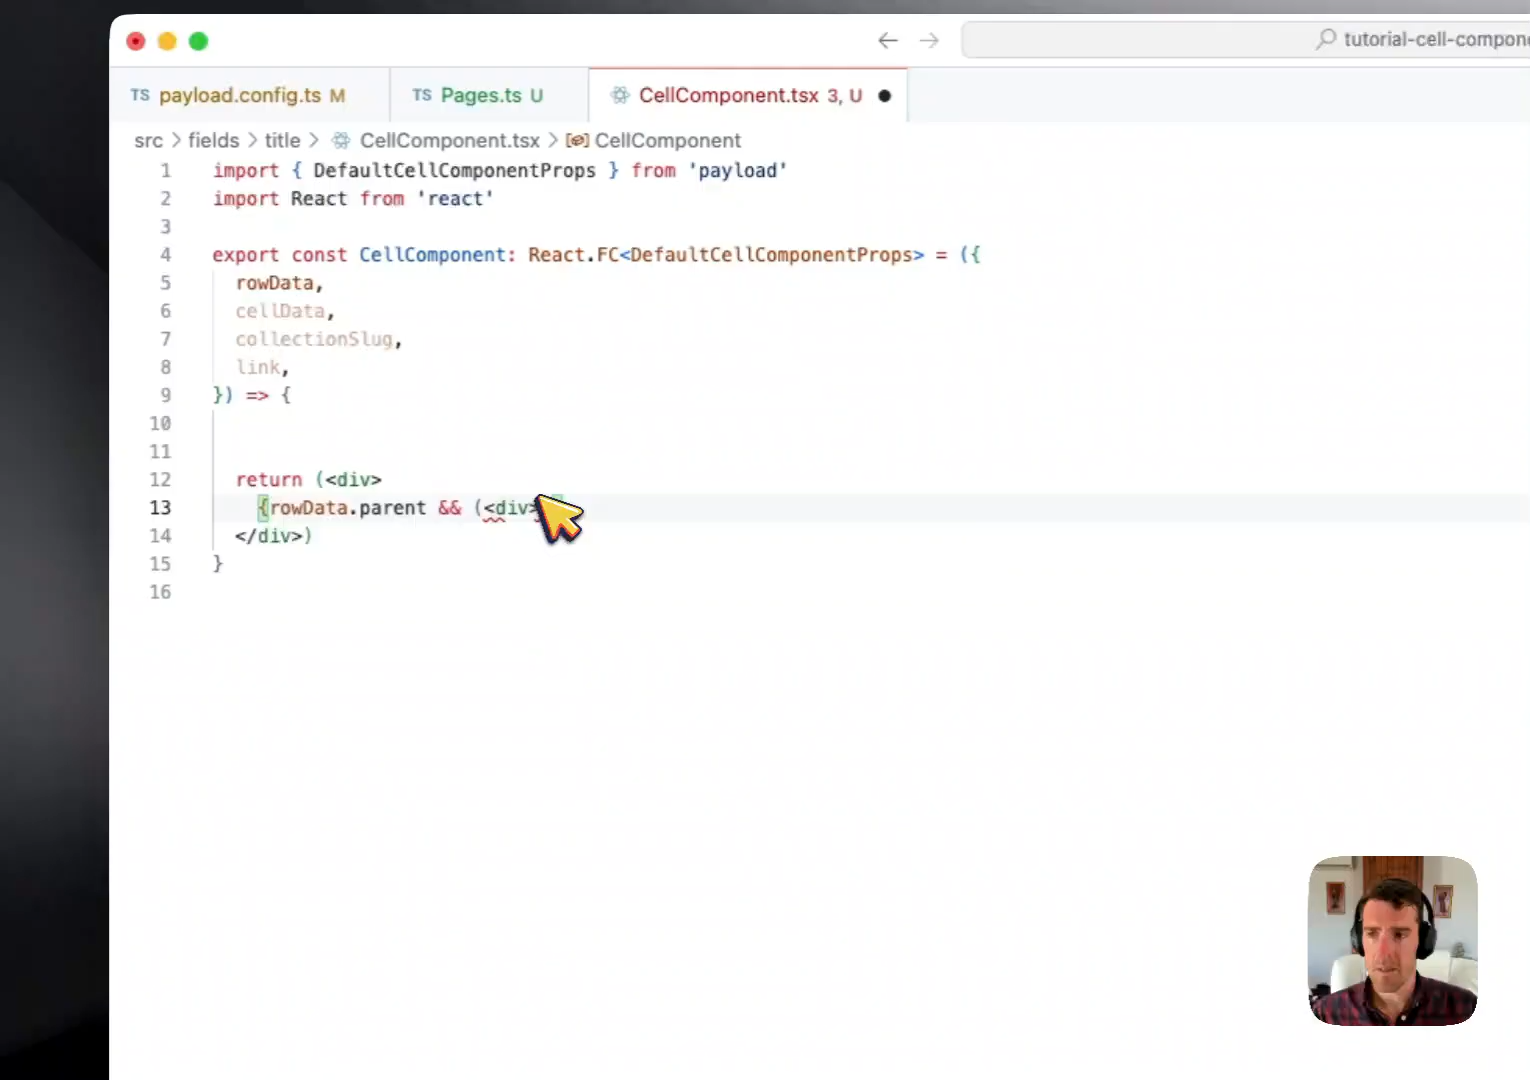 tutorial-cell-compon
TS payload.config.ts M
TS Pages.ts U
CellComponent.tsx 3, U
src > fields > title > CellComponent.tsx > CellComponent
1 import { DefaultCellComponentProps } from 'payload'
2 import React from 'react'
3
4 export const CellComponent: React.FC<DefaultCellComponentProps> = ({
5 rowData,
6 cellData,
7 collectionSlug,
8 link,
9 }) => {
10
11
12 return (<div>
13 {rowData.parent && (<div>
14 </div>)
15 }
16